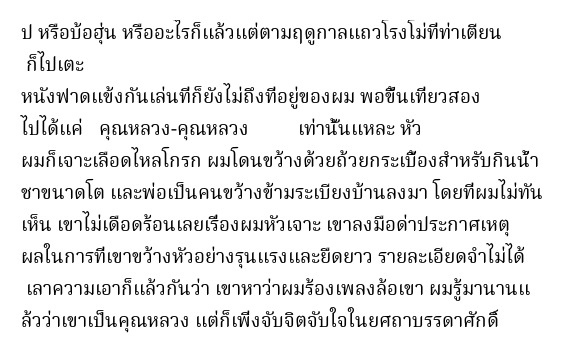 ป หรือบ้อฮุ่น หรืออะไรก็แล้วแต่ตามฤดูกาลแถวโรงโม่ที่ท่าเตียน
ก็ไปเตะ
หนังฟาดแข้งกันเล่นทีก็ยังไม่ถึงที่อยู่ของผม พอขึ้นเที่ยวสอง
ไปได้แค่ คุณหลวง-คุณหลวง เท่านั้นแหละ หัว
ผมก็เจาะเลือดไหลโกรก ผมโดนขว้างด้วยถ้วยกระเบื้องสำหรับกินน้ำ
ชาขนาดโต และพ่อเป็นคนขว้างข้ามระเบียงบ้านลงมา โดยที่ผมไม่ทัน
เห็น เขาไม่เดือดร้อนเลยเรื่องผมหัวเจาะ เขาลงมือด่าประกาศเหตุ
ผลในการที่เขาขว้างหัวอย่างรุนแรงและยืดยาว รายละเอียดจำไม่ได้
เลาความเอาก็แล้วกันว่า เขาหาว่าผมร้องเพลงล้อเขา ผมรู้มานานแ
ล้วว่าเขาเป็นคุณหลวง แต่ก็เพิ่งจับจิตจับใจในยศถาบรรดาศักดิ์